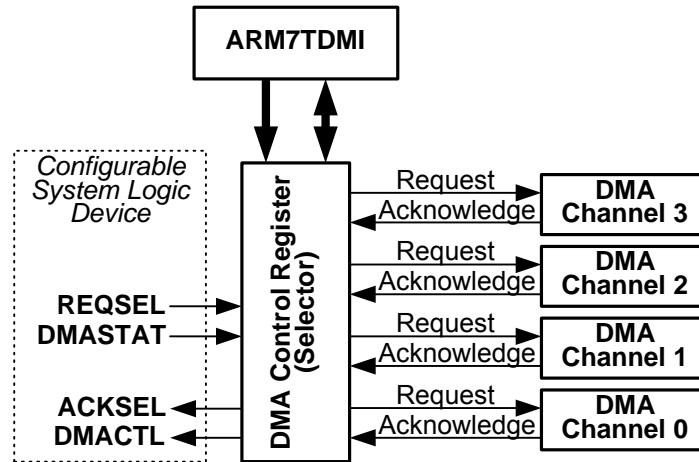 ARM7TDMI
Configurable
System Logic
Device
REQSEL
DMASTAT
ACKSEL
DMACTL
DMA Control Register
(Selector)
Request
Acknowledge
DMA
Channel 3
Request
Acknowledge
DMA
Channel 2
Request
Acknowledge
DMA
Channel 1
Request
Acknowledge
DMA
Channel 0